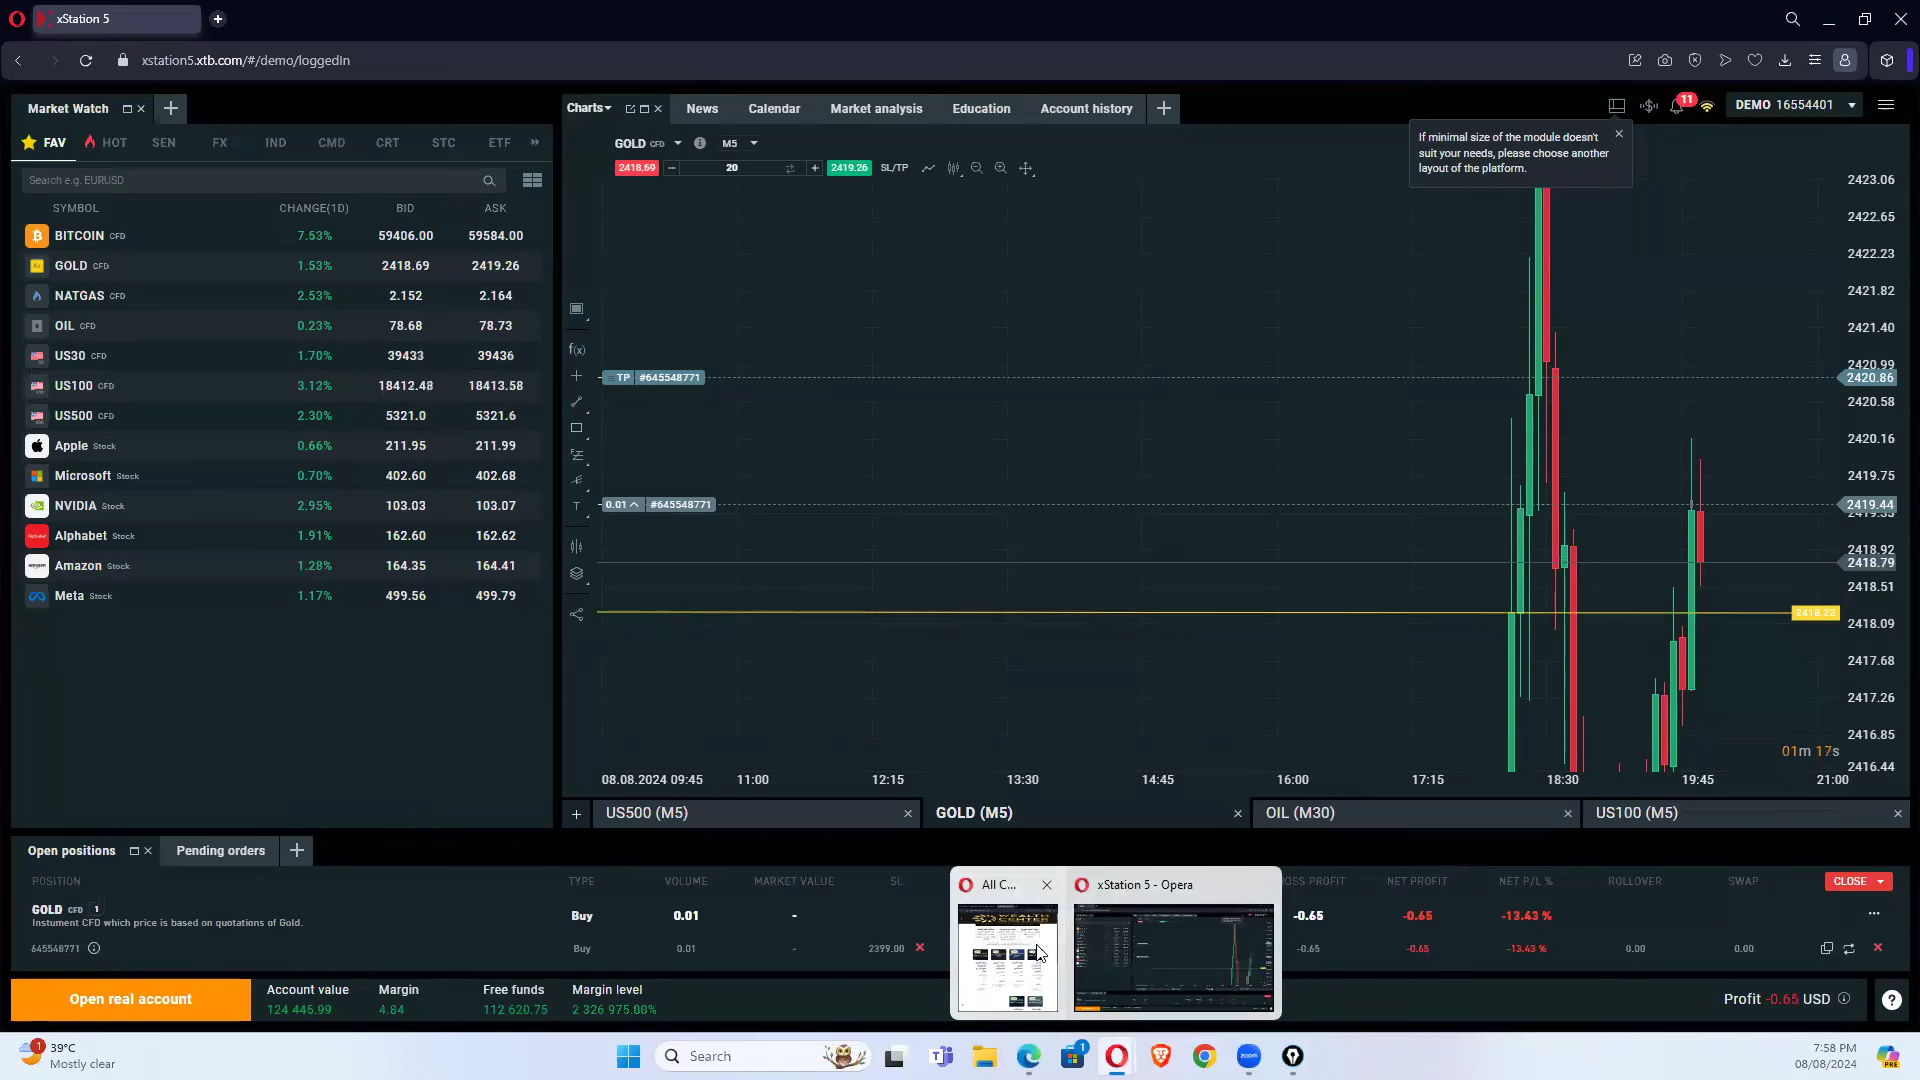 xStation 5
xstation5.xtb.com/#/demo/loggedIn
Market Watch
Charts
News
Calendar
Market analysis
Education
Account history
11
DEMO 16554401
FAV
HOT
SEN
FX
IND
CMD
CRT
STC
ETF
GOLD CFD
M5
If minimal size of the module doesn't
suit your needs, please choose another
layout of the platform.
2418.69
20
2419.26
SL/TP
Search e.g. EURUSD
SYMBOL CHANGE(1D) BID ASK
BITCOIN CFD 7.53% 59406.00 59584.00
GOLD CFD 1.53% 2418.69 2419.26
NATGAS CFD 2.53% 2.152 2.164
OIL CFD 0.23% 78.68 78.73
US30 CFD 1.70% 39433 39436
US100 CFD 3.12% 18412.48 18413.58
US500 CFD 2.30% 5321.0 5321.6
Apple Stock 0.66% 211.95 211.99
Microsoft Stock 0.70% 402.60 402.68
NVIDIA Stock 2.95% 103.03 103.07
Alphabet Stock 1.91% 162.60 162.62
Amazon Stock 1.28% 164.35 164.41
Meta Stock 1.17% 499.56 499.79
f(x)
T
TP #645548771
0.01 #645548771
2423.06
2422.65
2422.23
2421.82
2421.40
2420.99
2420.86
2420.58
2420.16
2419.75
2419.44
2418.92
2418.79
2418.51
2418.23
2418.09
2417.68
2417.26
2416.85
2416.44
01m 17s
08.08.2024 09:45 11:00 12:15 13:30 14:45 16:00 17:15 18:30 19:45 21:00
US500 (M5)
GOLD (M5)
OIL (M30)
US100 (M5)
Open positions
Pending orders
POSITION TYPE VOLUME MARKET VALUE SL
NET PROFIT NET P/L % ROLLOVER SWAP
CLOSE
GOLD CFD 1 Buy 0.01 - -0.65 -0.65 -13.43 %
Instument CFD which price is based on quotations of Gold.
645548771 Buy 0.01 - 2399.00 -0.65 -0.65 -13.43 % 0.00 0.00
All C...
xStation 5 - Opera
WEALTH
CENTER
Open real account
Account value
124 445.99
Margin
4.84
Free funds
112 620.75
Margin level
2 326 975.00%
Profit -0.65 USD
39°C
Mostly clear
1
Search
1
zoom
7:58 PM
08/08/2024
PRE